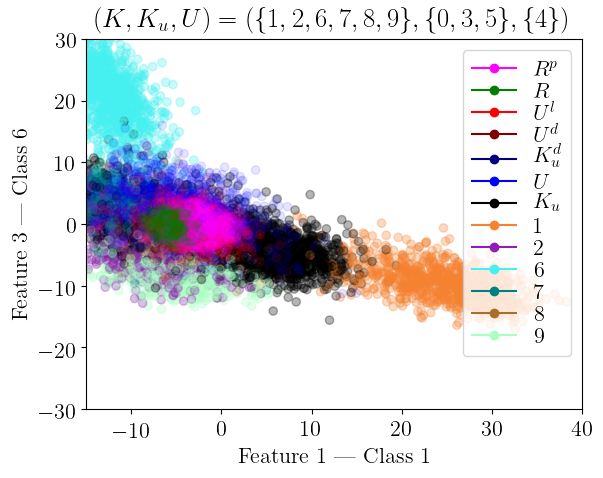 (K, K_u, U) = ({1, 2, 6, 7, 8, 9}, {0, 3, 5}, {4})
30
20
10
0
−10
−20
−30
Feature 3 — Class 6
R^p
R
U^l
U^d
K_u^d
U
K_u
1
2
6
7
8
9
−10
0
10
20
30
40
Feature 1 — Class 1